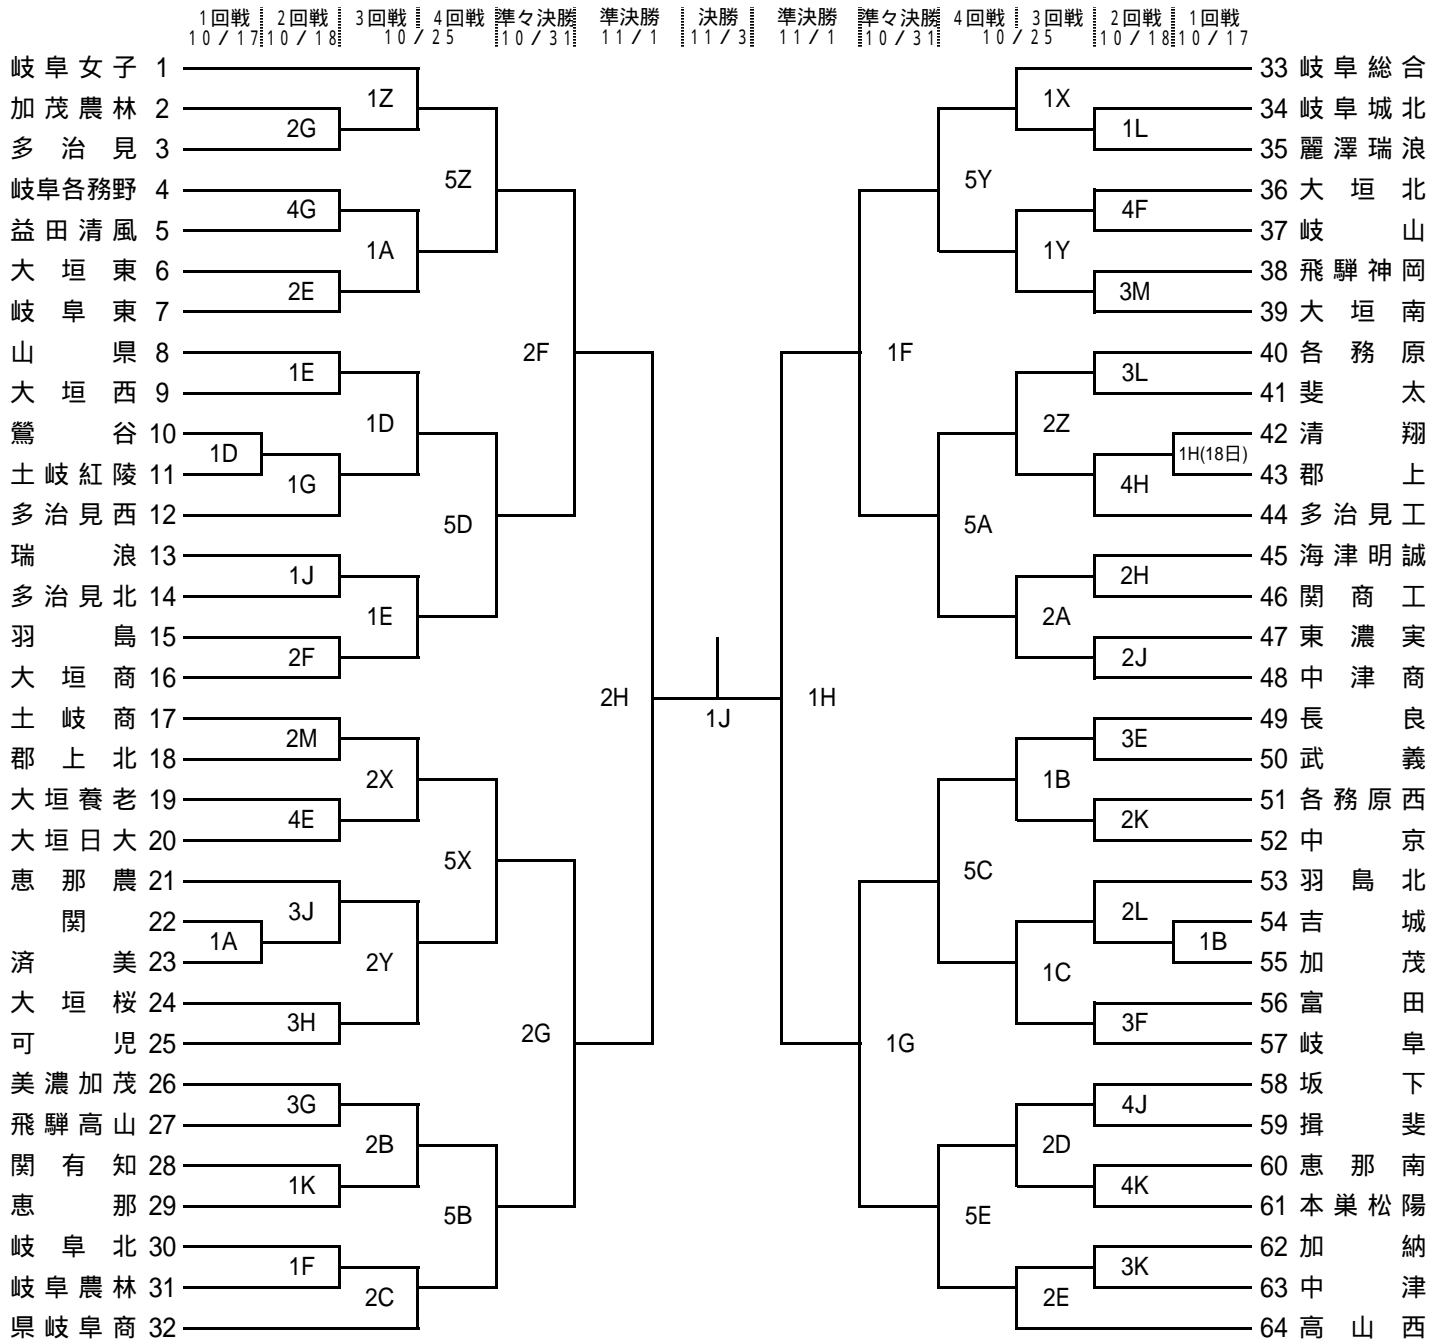 1回戦 2回戦 3回戦 4回戦 準々決勝 準決勝 決勝 準決勝 準々決勝 4回戦 3回戦 2回戦 1回戦
10/17 10/18 10/25 10/31 11/1 11/3 11/1 10/31 10/25 10/18 10/17
岐阜女子 1 33 岐阜総合
1Z 1X
加茂農林 2 34 岐阜城北
2G 1L
多治見 3 35 麗澤瑞浪
5Z 5Y
岐阜各務野 4 36 大垣北
4G 4F
益田清風 5 37 岐山
1A 1Y
大垣東 6 38 飛騨神岡
2E 3M
岐阜東 7 39 大垣南
山県 8 2F 1F 40 各務原
1E 3L
大垣西 9 41 斐太
1D 2Z
鶯谷 10 42 清翔
1D 1H(18日)
土岐紅陵 11 43 郡上
1G 4H
多治見西 12 44 多治見工
5D 5A
瑞浪 13 45 海津明誠
1J 2H
多治見北 14 46 関商工
1E 2A
羽島 15 47 東濃実
2F 2J
大垣商 16 48 中津商
2H 1J 1H
土岐商 17 49 長良
2M 3E
郡上北 18 50 武義
2X 1B
大垣養老 19 51 各務原西
4E 2K
大垣日大 20 52 中京
5X 5C
恵那農 21 53 羽島北
3J 2L
関 22 54 吉城
1A 1B
済美 23 55 加茂
2Y 1C
大垣桜 24 56 富田
3H 3F
可児 25 2G 1G 57 岐阜
美濃加茂 26 58 坂下
3G 4J
飛騨高山 27 59 揖斐
2B 2D
関有知 28 60 恵那南
1K 4K
恵那 29 61 本巣松陽
5B 5E
岐阜北 30 62 加納
1F 3K
岐阜農林 31 63 中津
2C 2E
県岐阜商 32 64 高山西